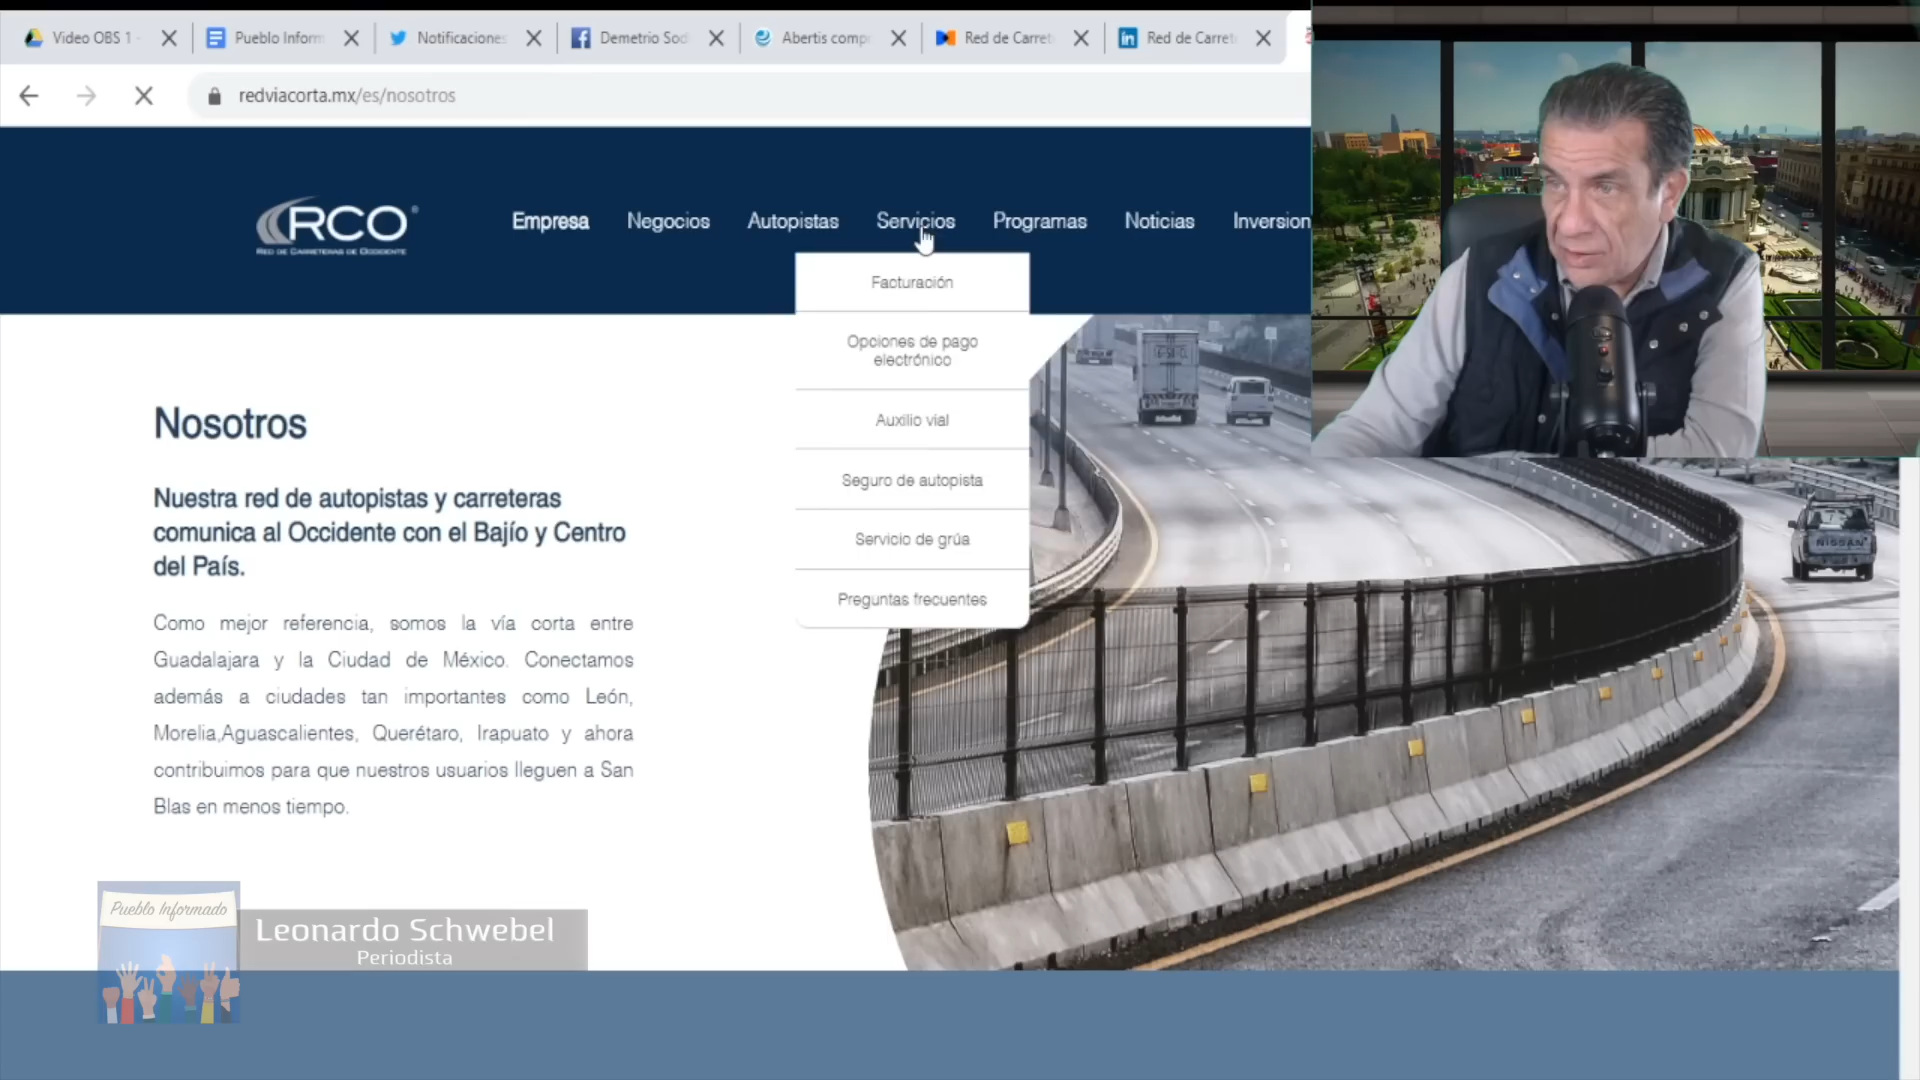 Video OBS 1
Pueblo Inform
Notificaciones
Demetrio Sod
Abertis comp
Red de Carret
Red de Carret
redviacorta.mx/es/nosotros
RCO
RED DE CARRETERAS DE OCCIDENTE
Empresa
Negocios
Autopistas
Servicios
Programas
Noticias
Inversion
Facturación
Opciones de pago
electrónico
Auxilio vial
Seguro de autopista
Servicio de grúa
Preguntas frecuentes
Nosotros
Nuestra red de autopistas y carreteras
comunica al Occidente con el Bajío y Centro
del País.
Como mejor referencia, somos la vía corta entre
Guadalajara y la Ciudad de México. Conectamos
además a ciudades tan importantes como León,
Morelia,Aguascalientes, Querétaro, Irapuato y ahora
contribuimos para que nuestros usuarios lleguen a San
Blas en menos tiempo.
NISSAN
Pueblo Informado
Leonardo Schwebel
Periodista